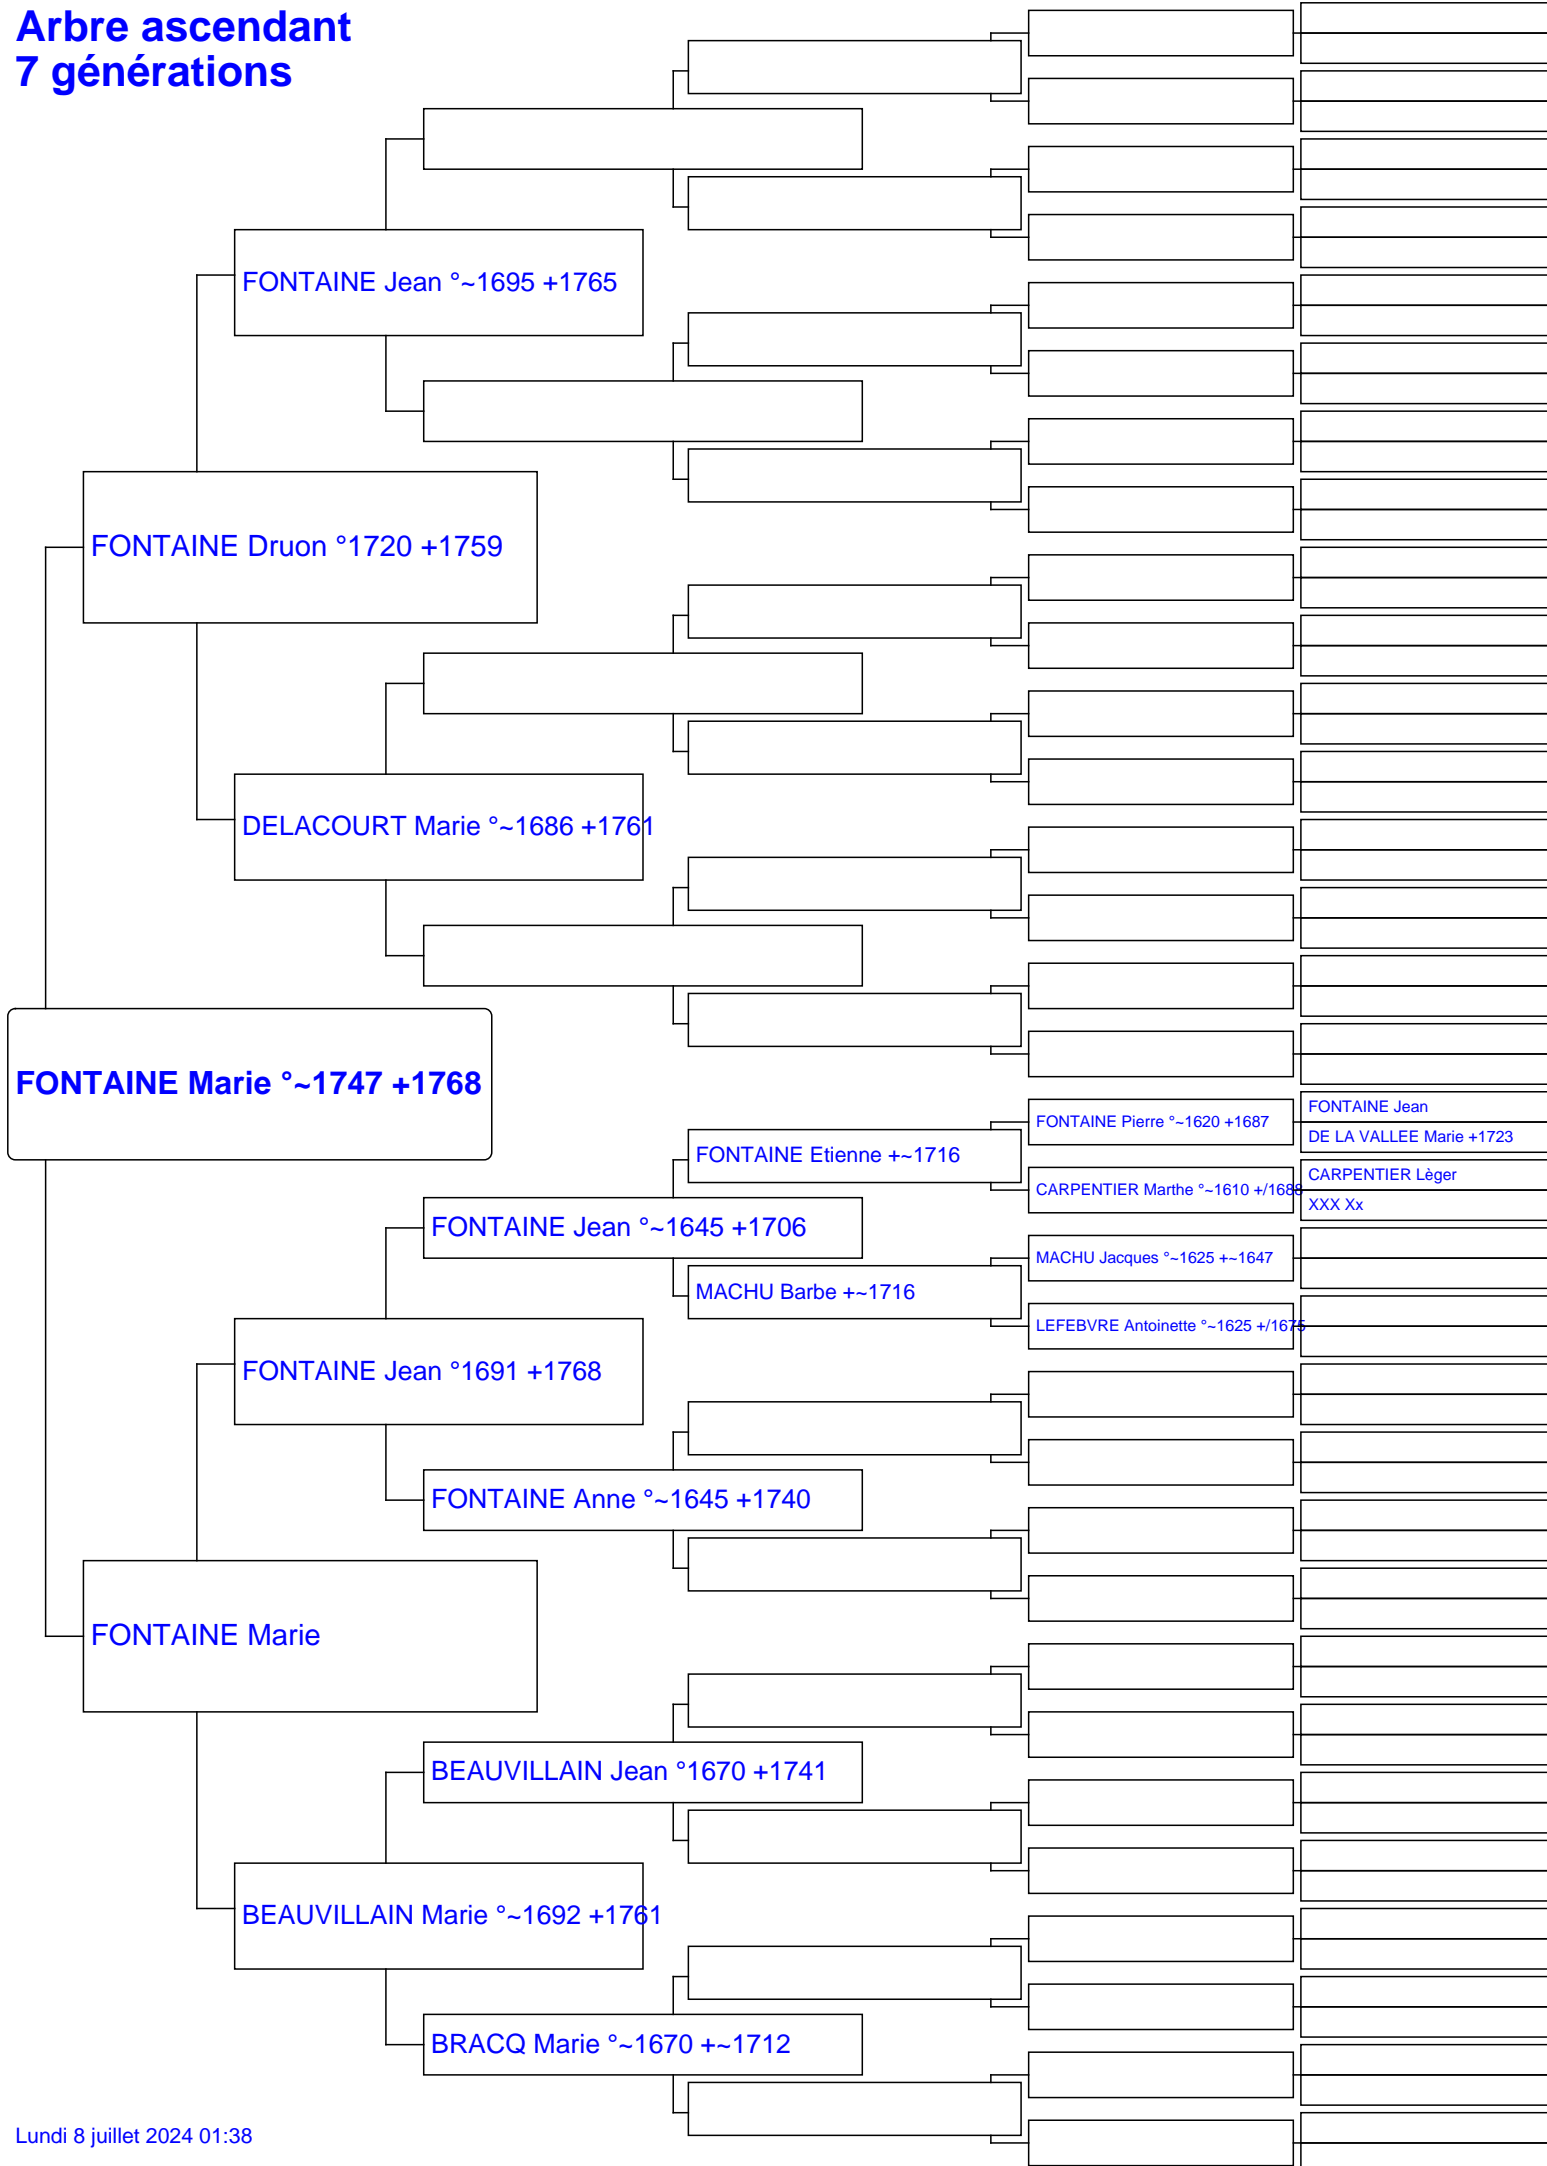 Arbre ascendant
7 générations
FONTAINE Jean °~1695 +1765
FONTAINE Druon °1720 +1759
DELACOURT Marie °~1686 +1761
FONTAINE Marie °~1747 +1768
FONTAINE Pierre °~1620 +1687
FONTAINE Jean
DE LA VALLEE Marie +1723
FONTAINE Etienne +~1716
CARPENTIER Marthe °~1610 +/1688
CARPENTIER Lèger
XXX Xx
FONTAINE Jean °~1645 +1706
MACHU Jacques °~1625 +~1647
MACHU Barbe +~1716
LEFEBVRE Antoinette °~1625 +/1675
FONTAINE Jean °1691 +1768
FONTAINE Anne °~1645 +1740
FONTAINE Marie
BEAUVILLAIN Jean °1670 +1741
BEAUVILLAIN Marie °~1692 +1761
BRACQ Marie °~1670 +~1712
Lundi 8 juillet 2024 01:38